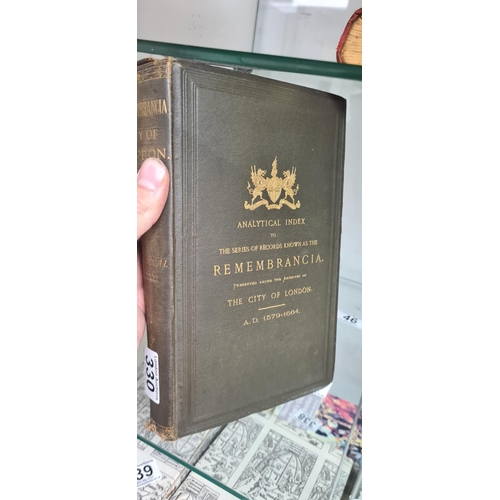 ANALYTICAL INDEX
TO
THE SERIES OF RECORDS KNOWN AS THE
REMEMBRANCIA.
PRESERVED AMONG THE ARCHIVES OF
THE CITY OF LONDON.
A.D. 1579-1664.
330
46
338
39